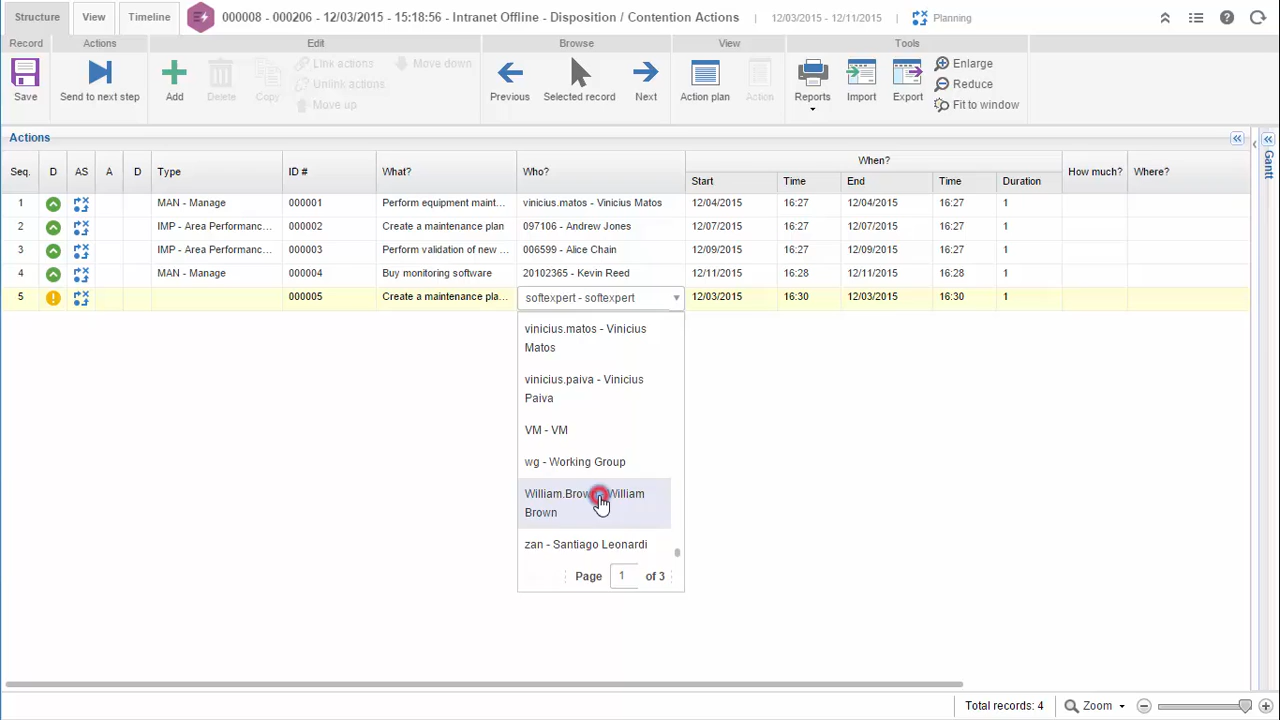 Structure View Timeline 000008 - 000206 - 12/03/2015 - 15:18:56 - Intranet Offline - Disposition / Contention Actions 12/03/2015 - 12/11/2015 Planning
Record Actions Edit Browse View Tools
Link actions Move down Enlarge
Unlink actions Reduce
Move up Fit to window
Save Send to next step Add Delete Copy Previous Selected record Next Action plan Action Reports Import Export
Actions
When?
Seq. D AS A D Type ID # What? Who? How much? Where?
Start Time End Time Duration
1 MAN - Manage 000001 Perform equipment maint... vinicius.matos - Vinicius Matos 12/04/2015 16:27 12/04/2015 16:27 1
2 IMP - Area Performanc... 000002 Create a maintenance plan 097106 - Andrew Jones 12/07/2015 16:27 12/07/2015 16:27 1
3 IMP - Area Performanc... 000003 Perform validation of new ... 006599 - Alice Chain 12/09/2015 16:27 12/09/2015 16:27 1
4 MAN - Manage 000004 Buy monitoring software 20102365 - Kevin Reed 12/11/2015 16:28 12/11/2015 16:28 1
5 000005 Create a maintenance pla... softexpert - softexpert 12/03/2015 16:30 12/03/2015 16:30 1
vinicius.matos - Vinicius
Matos
vinicius.paiva - Vinicius
Paiva
VM - VM
wg - Working Group
William.Brown William
Brown
zan - Santiago Leonardi
Page 1 of 3
Gantt
Total records: 4 Zoom